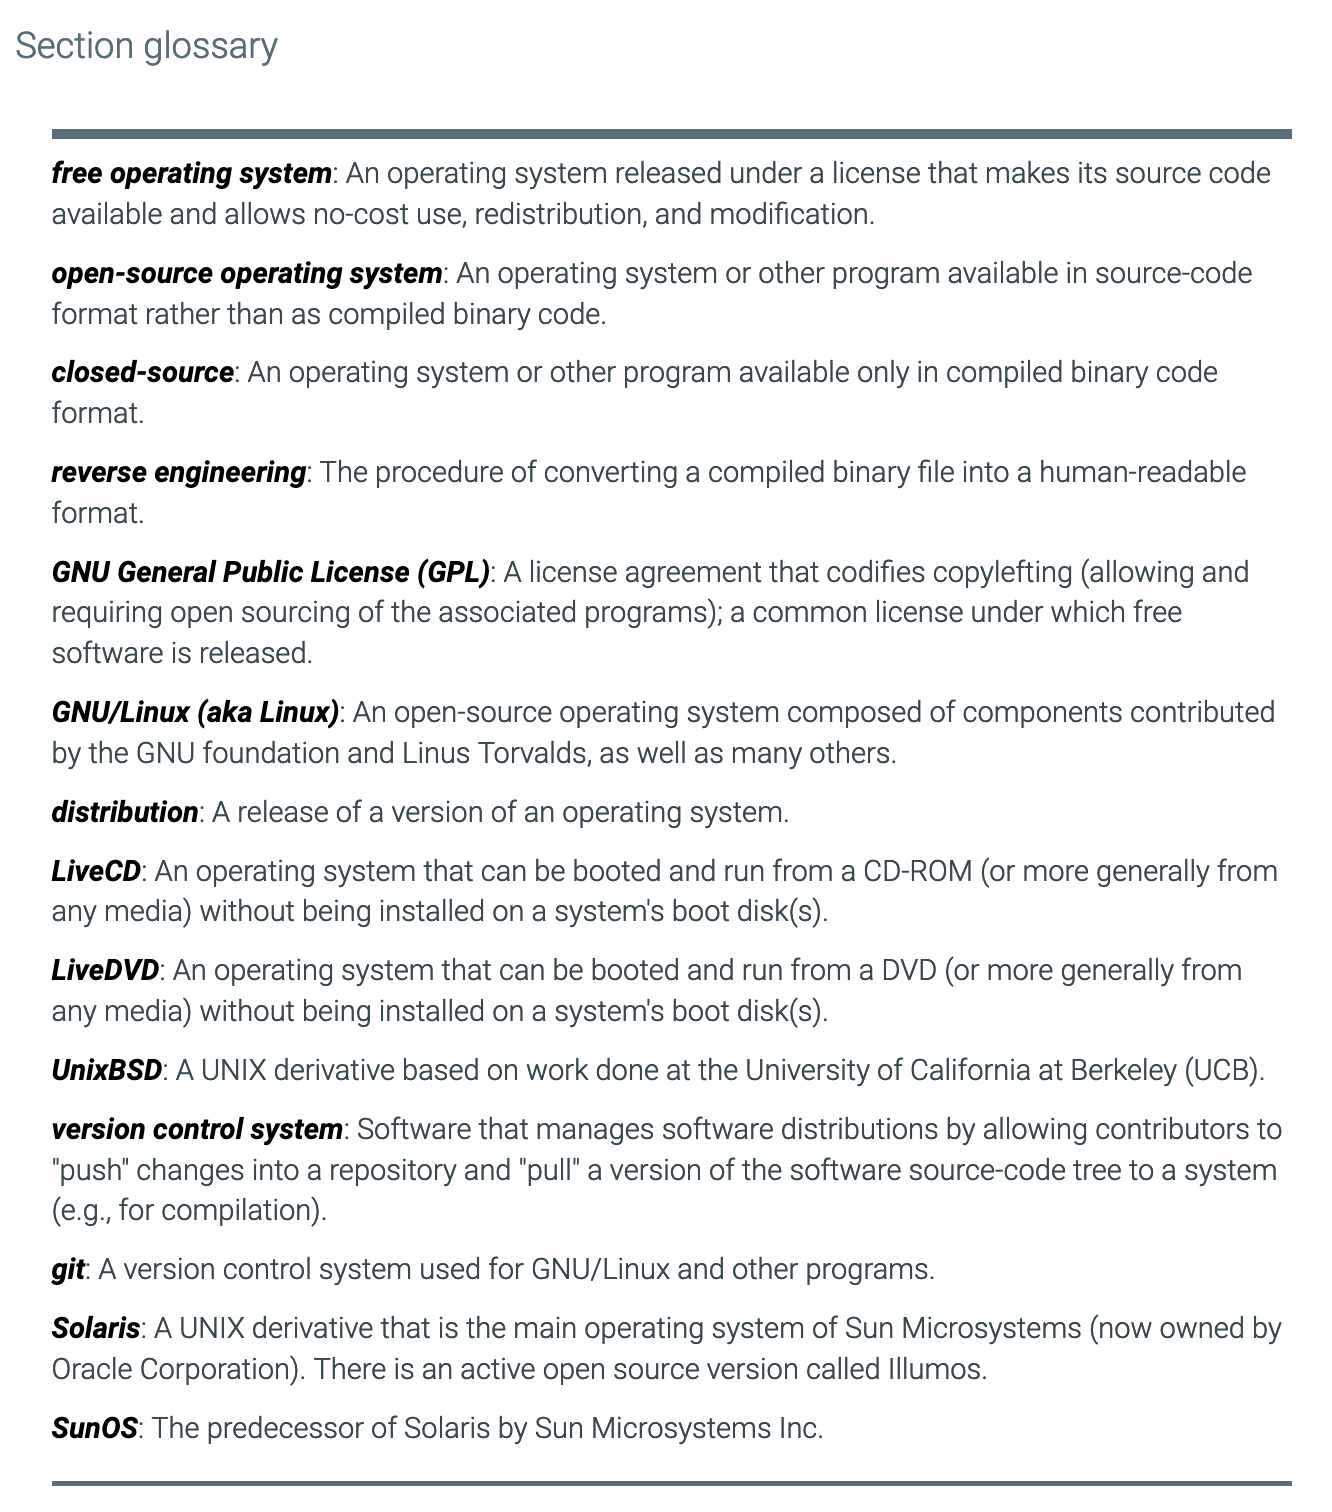 Section glossary
free operating system: An operating system released under a license that makes its source code
available and allows no-cost use, redistribution, and modification.
open-source operating system: An operating system or other program available in source-code
format rather than as compiled binary code.
closed-source: An operating system or other program available only in compiled binary code
format.
reverse engineering: The procedure of converting a compiled binary file into a human-readable
format.
GNU General Public License (GPL): A license agreement that codifies copylefting (allowing and
requiring open sourcing of the associated programs); a common license under which free
software is released.
GNU/Linux (aka Linux): An open-source operating system composed of components contributed
by the GNU foundation and Linus Torvalds, as well as many others.
distribution: A release of a version of an operating system.
LiveCD: An operating system that can be booted and run from a CD-ROM (or more generally from
any media) without being installed on a system's boot disk(s).
LiveDVD: An operating system that can be booted and run from a DVD (or more generally from
any media) without being installed on a system's boot disk(s).
UnixBSD: A UNIX derivative based on work done at the University of California at Berkeley (UCB).
version control system: Software that manages software distributions by allowing contributors to
"push" changes into a repository and "pull" a version of the software source-code tree to a system
(e.g., for compilation).
git: A version control system used for GNU/Linux and other programs.
Solaris: A UNIX derivative that is the main operating system of Sun Microsystems (now owned by
Oracle Corporation). There is an active open source version called Illumos.
SunOS: The predecessor of Solaris by Sun Microsystems Inc.